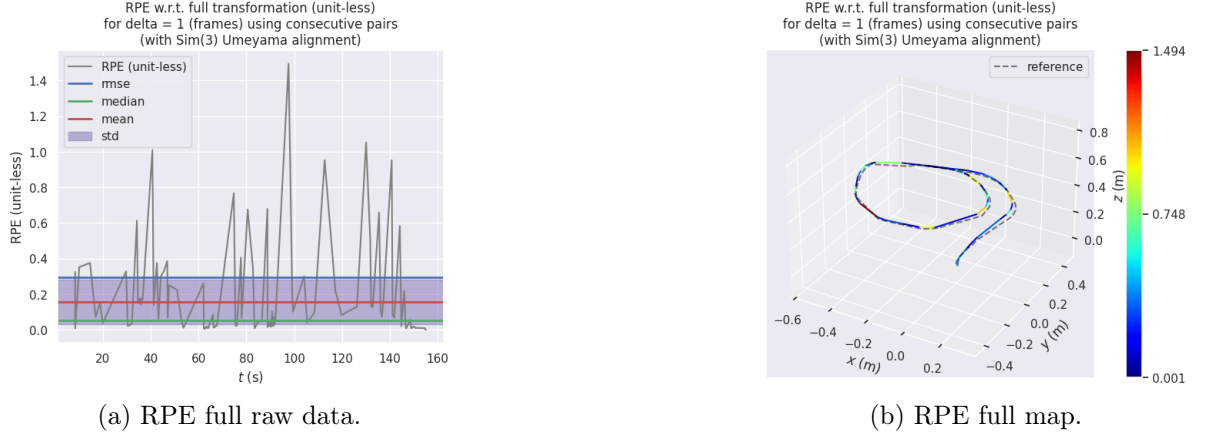 RPE w.r.t. full transformation (unit-less)
for delta = 1 (frames) using consecutive pairs
(with Sim(3) Umeyama alignment)
RPE (unit-less)
rmse
median
mean
std
RPE (unit-less)
1.4
1.2
1.0
0.8
0.6
0.4
0.2
0.0
20
40
60
80
100
120
140
160
t (s)
(a) RPE full raw data.
RPE w.r.t. full transformation (unit-less)
for delta = 1 (frames) using consecutive pairs
(with Sim(3) Umeyama alignment)
reference
0.8
0.6
0.4
0.2
0.0
z (m)
0.4
0.2
0.0
−0.2
−0.4
y (m)
−0.6
−0.4
−0.2
0.0
0.2
x (m)
1.494
0.748
0.001
(b) RPE full map.